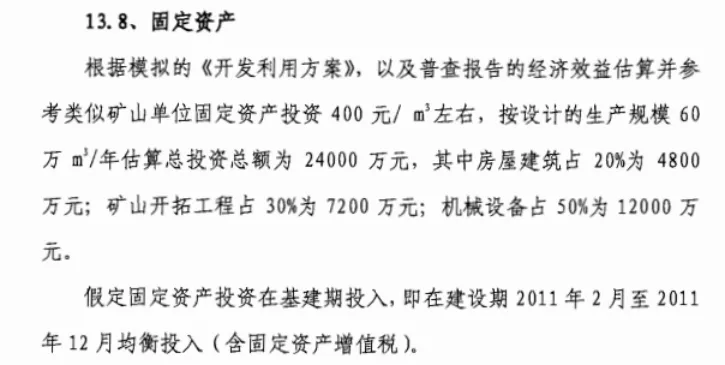 13.8、固定资产
根据模拟的《开发利用方案》，以及普查报告的经济效益估算并参
考类似矿山单位固定资产投资 400 元/ m³左右，按设计的生产规模 60
万 m³/年估算总投资总额为 24000 万元，其中房屋建筑占 20%为 4800
万元；矿山开拓工程占 30%为 7200 万元；机械设备占 50%为 12000 万
元。
假定固定资产投资在基建期投入，即在建设期 2011 年 2 月至 2011
年 12 月均衡投入（含固定资产增值税）。